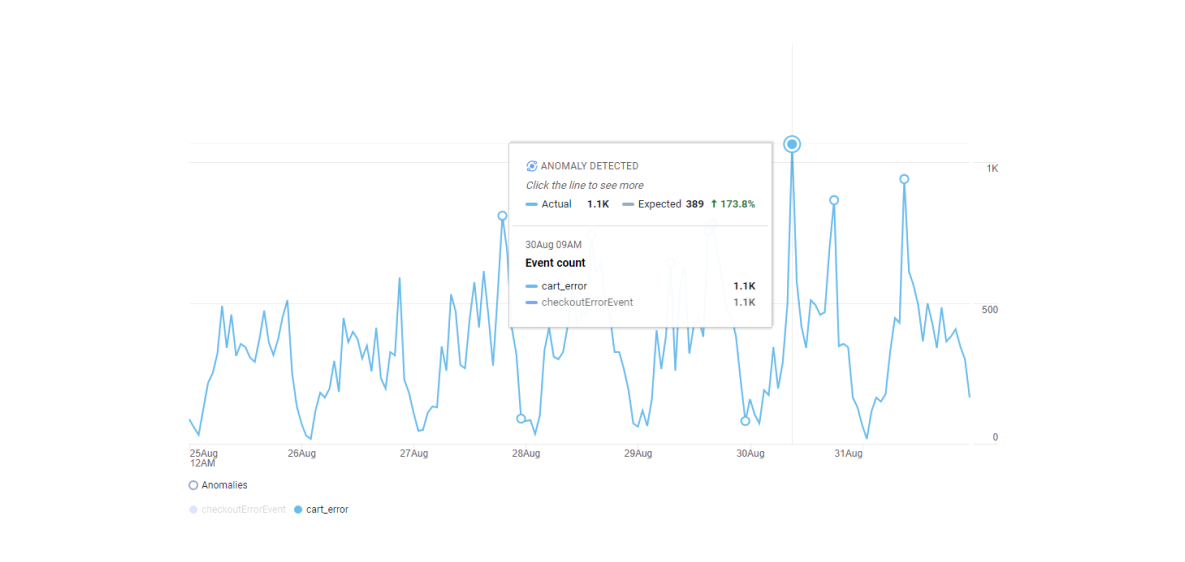 ANOMALY DETECTED
Click the line to see more
Actual 1.1K Expected 389 ↑ 173.8%
30Aug 09AM
Event count
cart_error 1.1K
checkoutErrorEvent 1.1K
1K
500
0
25Aug 26Aug 27Aug 28Aug 29Aug 30Aug 31Aug
12AM
Anomalies
checkoutErrorEvent cart_error